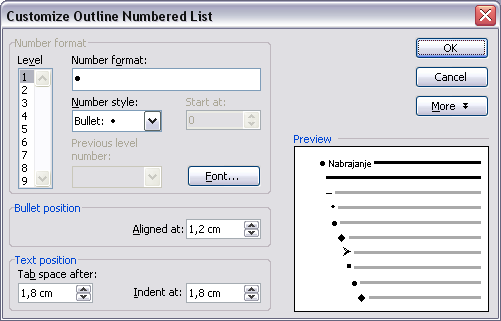 Customize Outline Numbered List
Number format
Level
1
2
3
4
5
6
7
8
9
Number format:
●
Number style:
Bullet: •
Start at:
0
Previous level
number:
Font...
OK
Cancel
More
Bullet position
Aligned at: 1,2 cm
Text position
Tab space after:
1,8 cm
Indent at: 1,8 cm
Preview
● Nabrajanje